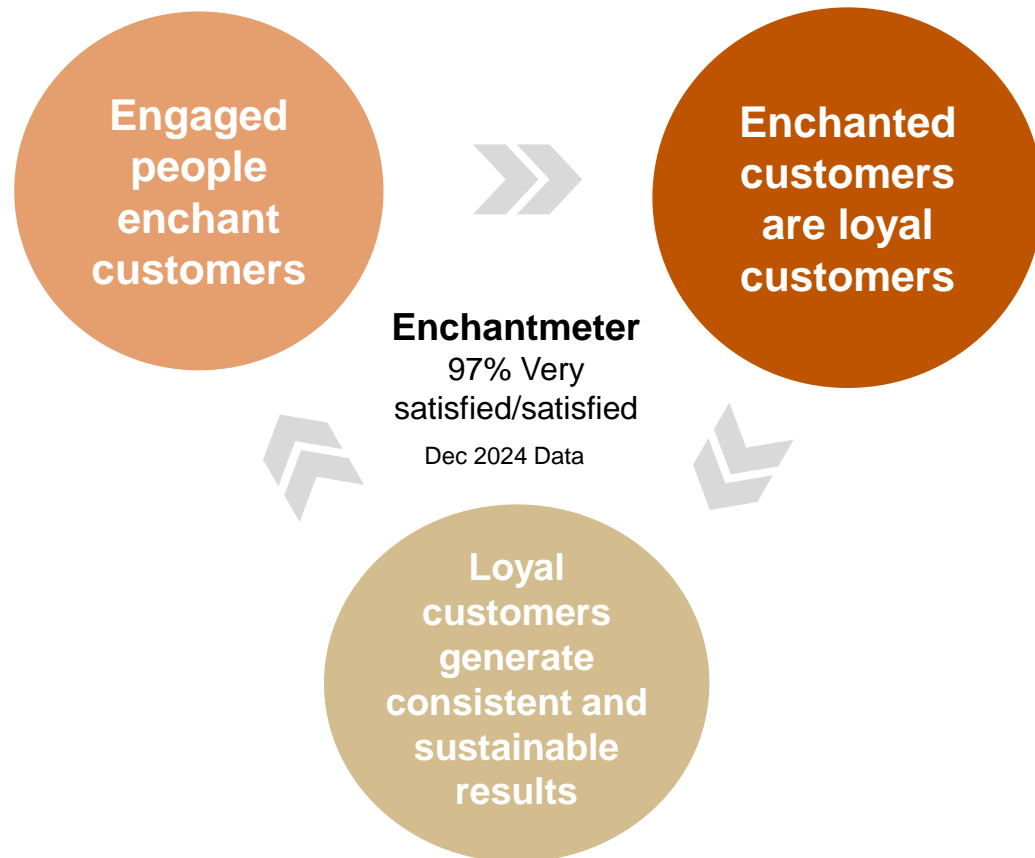 Engaged
people
enchant
customers
Enchanted
customers
are loyal
customers
Enchantmeter
97% Very
satisfied/satisfied
Dec 2024 Data
Loyal
customers
generate
consistent and
sustainable
results